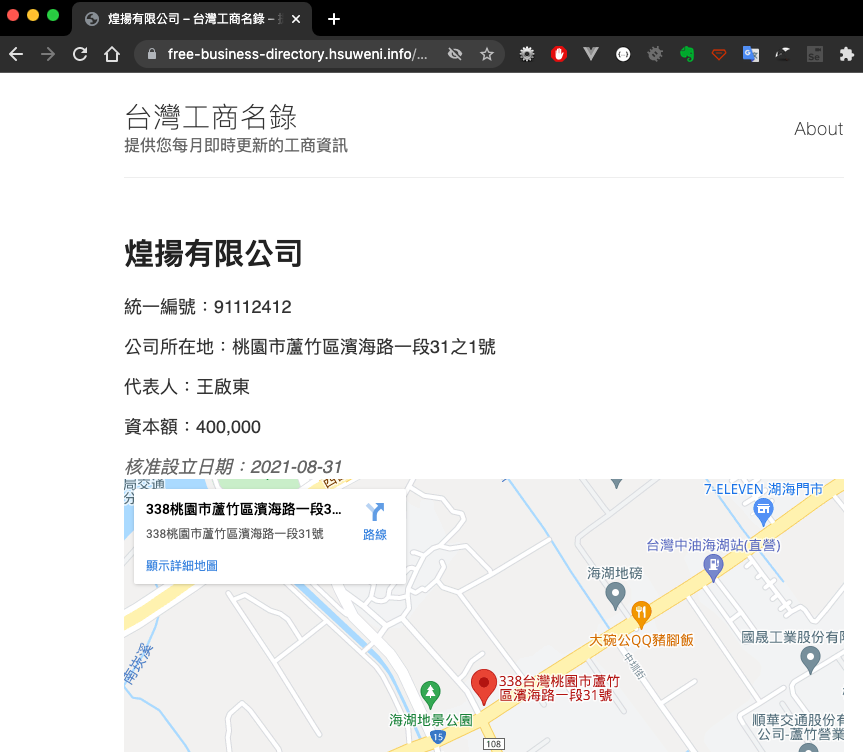 煌揚有限公司 – 台灣工商名錄 –
free-business-directory.hsuweni.info/...
台灣工商名錄
提供您每月即時更新的工商資訊
About
煌揚有限公司
統一編號：91112412
公司所在地：桃園市蘆竹區濱海路一段31之1號
代表人：王啟東
資本額：400,000
核准設立日期：2021-08-31
局交通
338桃園市蘆竹區濱海路一段3...
338桃園市蘆竹區濱海路一段31號
路線
顯示詳細地圖
7-ELEVEN 湖海門市
台灣中油海湖站(直營)
海湖地磅
大碗公QQ豬腳飯
國晟工業股份有
中圳街
南崁溪
338台灣桃園市蘆竹
區濱海路一段31號
海湖地景公園
15
108
順華交通股份有
公司-蘆竹營業